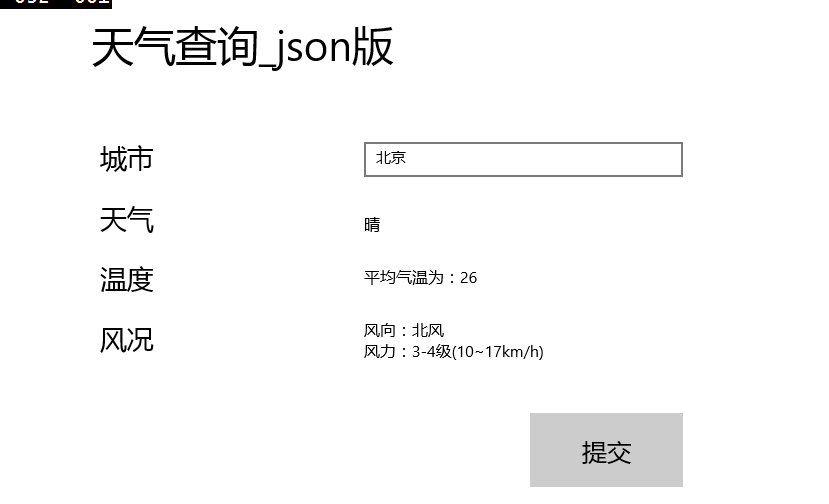 天气查询_json版
城市
北京
天气
晴
温度
平均气温为：26
风况
风向：北风
风力：3-4级(10~17km/h)
提交